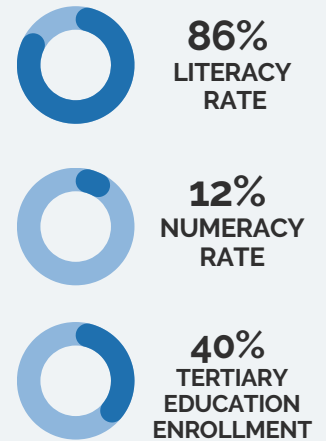 86%
LITERACY
RATE
12%
NUMERACY
RATE
40%
TERTIARY
EDUCATION
ENROLLMENT